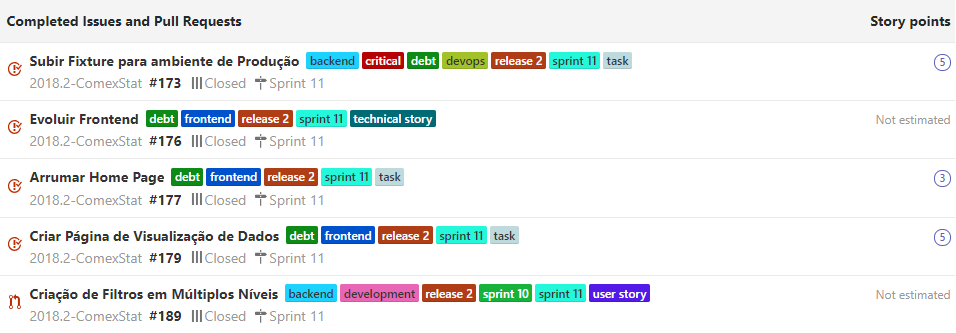 Completed Issues and Pull Requests Story points
Subir Fixture para ambiente de Produção backend critical debt devops release 2 sprint 11 task 5
2018.2-ComexStat #173 Closed Sprint 11
Evoluir Frontend debt frontend release 2 sprint 11 technical story Not estimated
2018.2-ComexStat #176 Closed Sprint 11
Arrumar Home Page debt frontend release 2 sprint 11 task 3
2018.2-ComexStat #177 Closed Sprint 11
Criar Página de Visualização de Dados debt frontend release 2 sprint 11 task 5
2018.2-ComexStat #179 Closed Sprint 11
Criação de Filtros em Múltiplos Níveis backend development release 2 sprint 10 sprint 11 user story Not estimated
2018.2-ComexStat #189 Closed Sprint 11